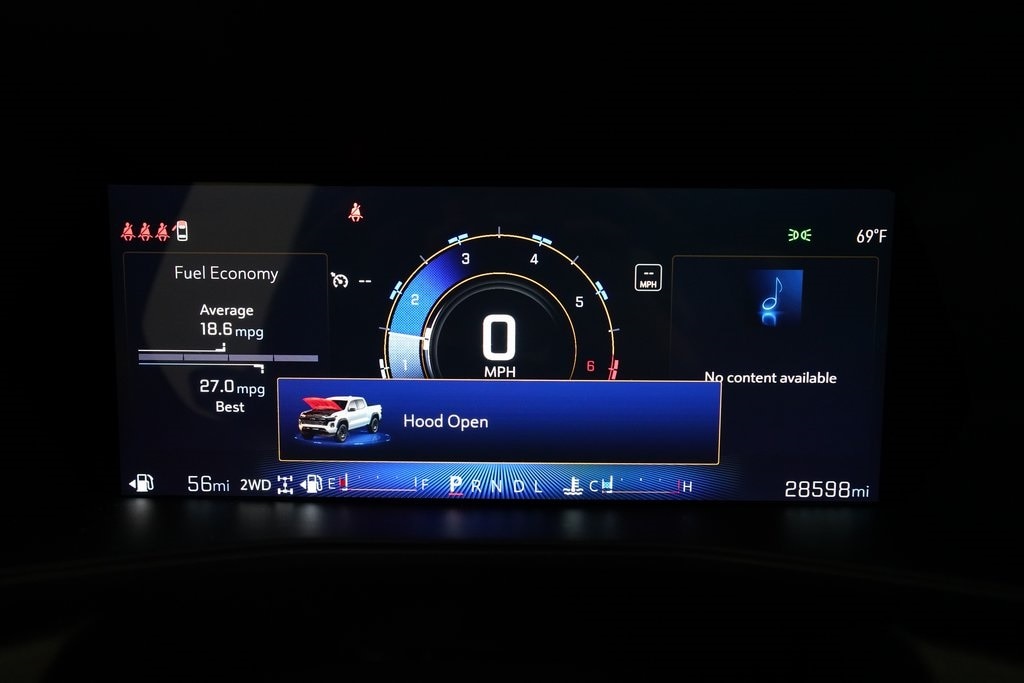 69°F
Fuel Economy
Average
18.6 mpg
27.0 mpg
Best
--
1
2
3
4
5
6
0
MPH
--
MPH
No content available
Hood Open
56mi
2WD
E F
P R N D L
C H
28598mi